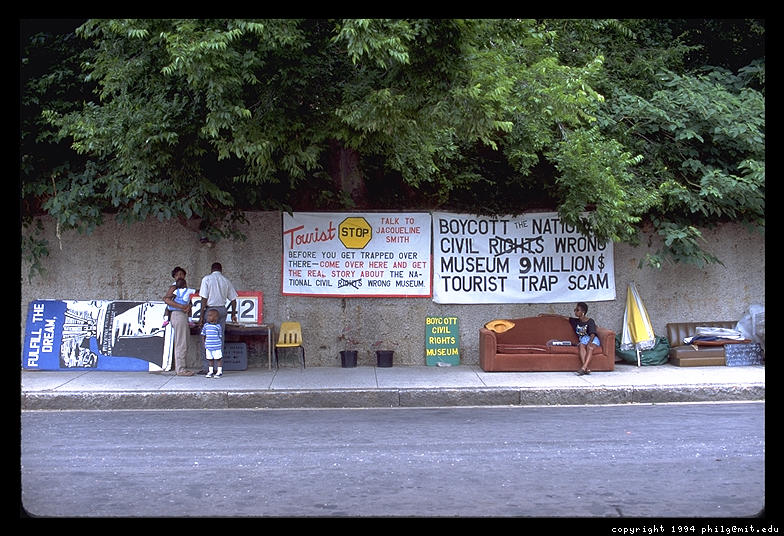 Tourist STOP TALK TO
JACQUELINE
SMITH
BEFORE YOU GET TRAPPED OVER
THERE—COME OVER HERE AND GET
THE REAL STORY ABOUT THE NA-
TIONAL CIVIL RIGHTS WRONG MUSEUM.
BOYCOTT THE NATIONAL
CIVIL RIGHTS WRONG
MUSEUM 9 MILLION $
TOURIST TRAP SCAM
FULFILL THE
DREAM.
2
BOYCOTT
CIVIL
RIGHTS
MUSEUM
copyright 1994 philg@mit.edu